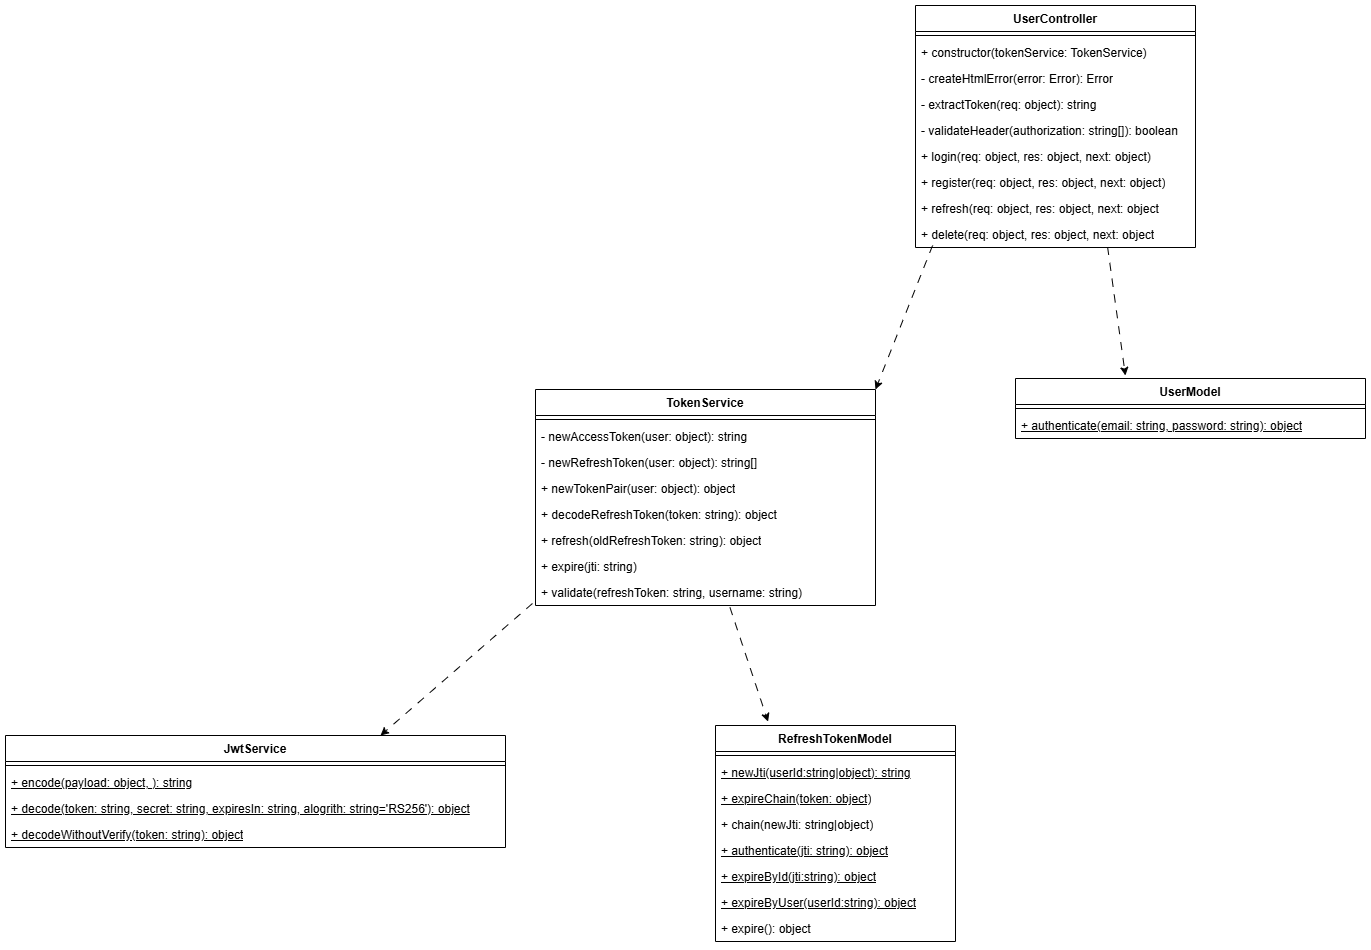 UserController
+ constructor(tokenService: TokenService)
- createHtmlError(error: Error): Error
- extractToken(req: object): string
- validateHeader(authorization: string[]): boolean
+ login(req: object, res: object, next: object)
+ register(req: object, res: object, next: object)
+ refresh(req: object, res: object, next: object
+ delete(req: object, res: object, next: object
TokenService
- newAccessToken(user: object): string
- newRefreshToken(user: object): string[]
+ newTokenPair(user: object): object
+ decodeRefreshToken(token: string): object
+ refresh(oldRefreshToken: string): object
+ expire(jti: string)
+ validate(refreshToken: string, username: string)
UserModel
+ authenticate(email: string, password: string): object
JwtService
+ encode(payload: object, ): string
+ decode(token: string, secret: string, expiresIn: string, alogrith: string='RS256'): object
+ decodeWithoutVerify(token: string): object
RefreshTokenModel
+ newJti(userId:string|object): string
+ expireChain(token: object)
+ chain(newJti: string|object)
+ authenticate(jti: string): object
+ expireById(jti:string): object
+ expireByUser(userId:string): object
+ expire(): object